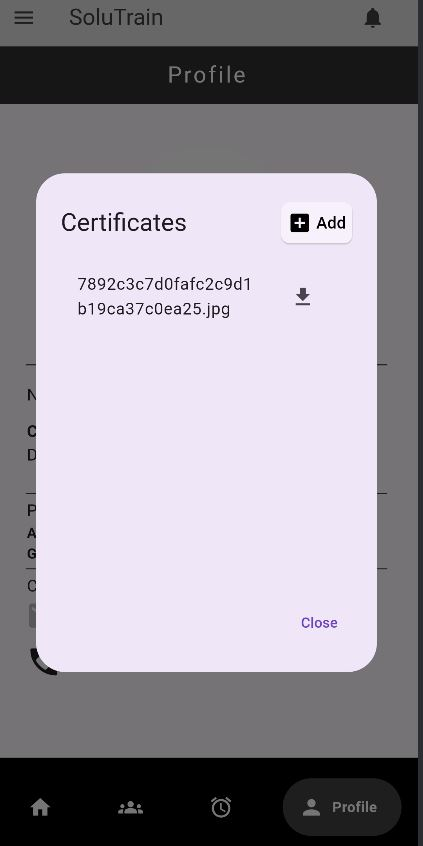 SoluTrain
Profile
Certificates
Add
7892c3c7d0fafc2c9d1
b19ca37c0ea25.jpg
N
C
D
P
A
G
C
Close
Profile